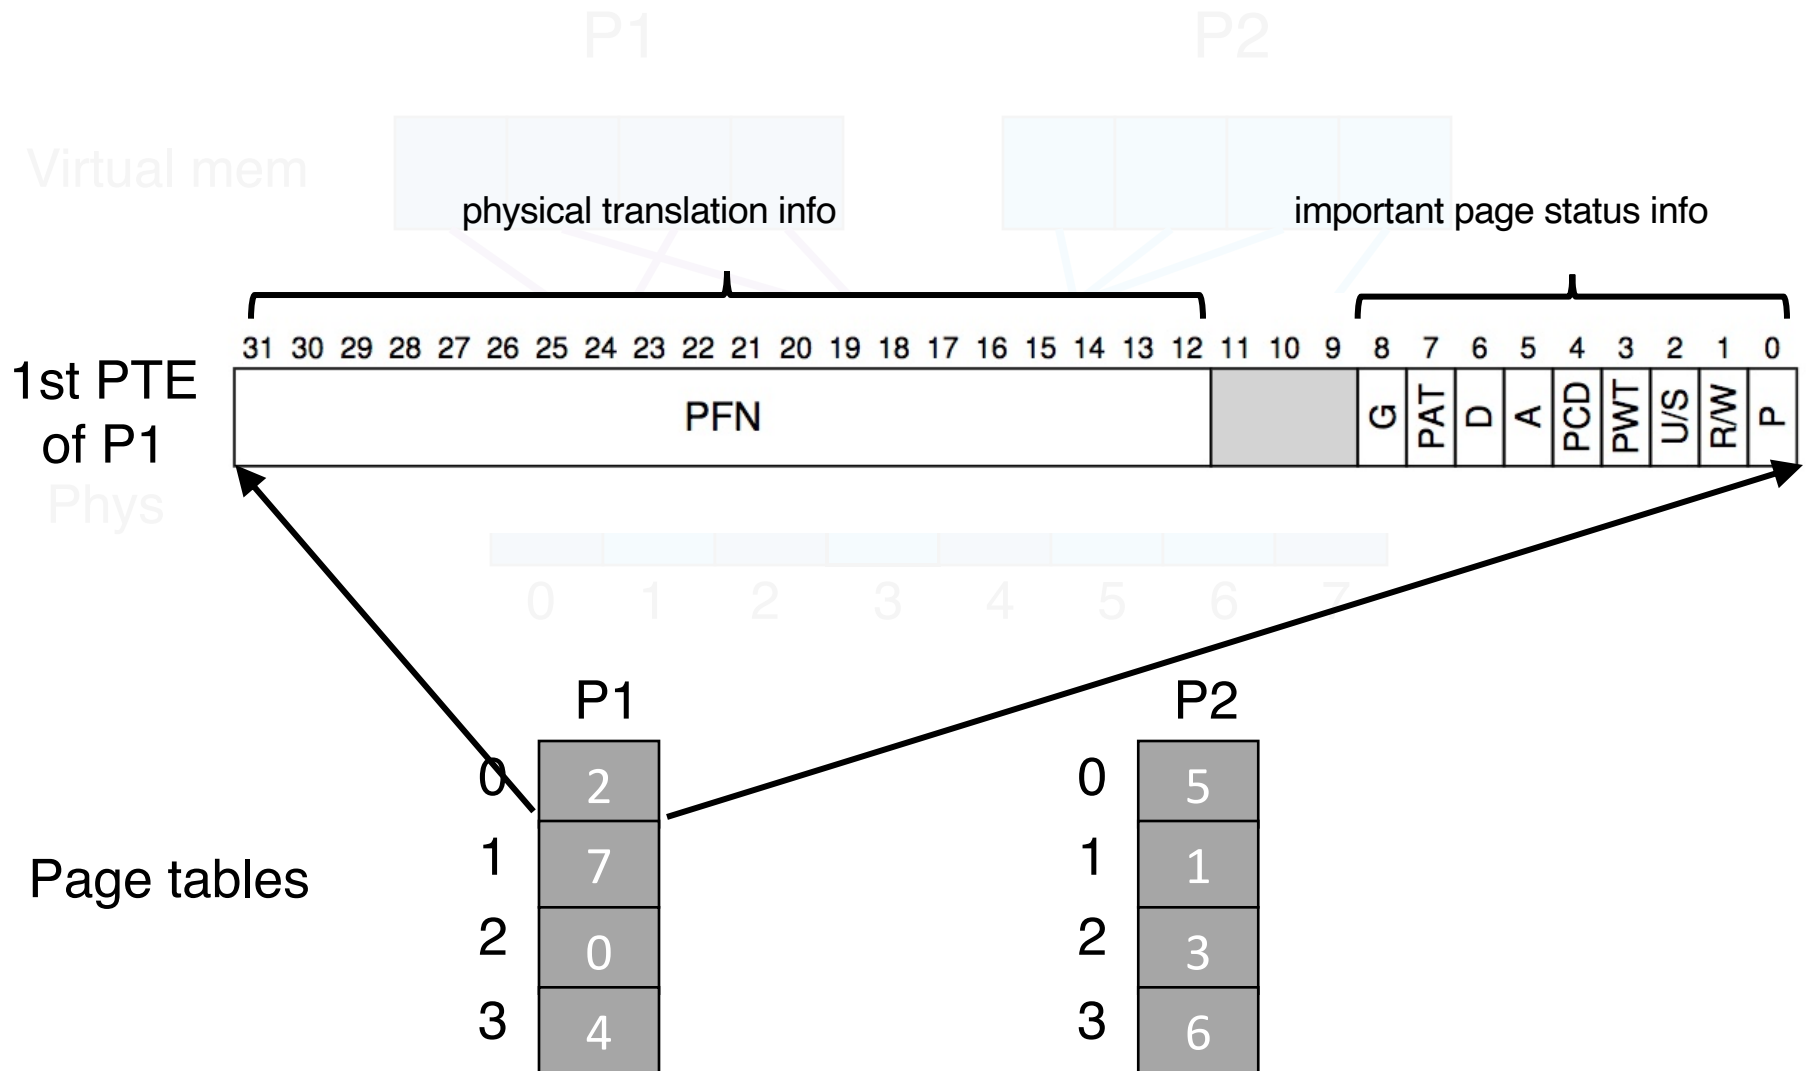 P1 P2
Virtual mem
physical translation info important page status info
31 30 29 28 27 26 25 24 23 22 21 20 19 18 17 16 15 14 13 12 11 10 9 8 7 6 5 4 3 2 1 0
1st PTE
of P1
PFN G PAT D A PCD PWT U/S R/W P
Phys
0 1 2 3 4 5 6 7
P1 P2
0 2 0 5
1 7 1 1
Page tables
2 0 2 3
3 4 3 6